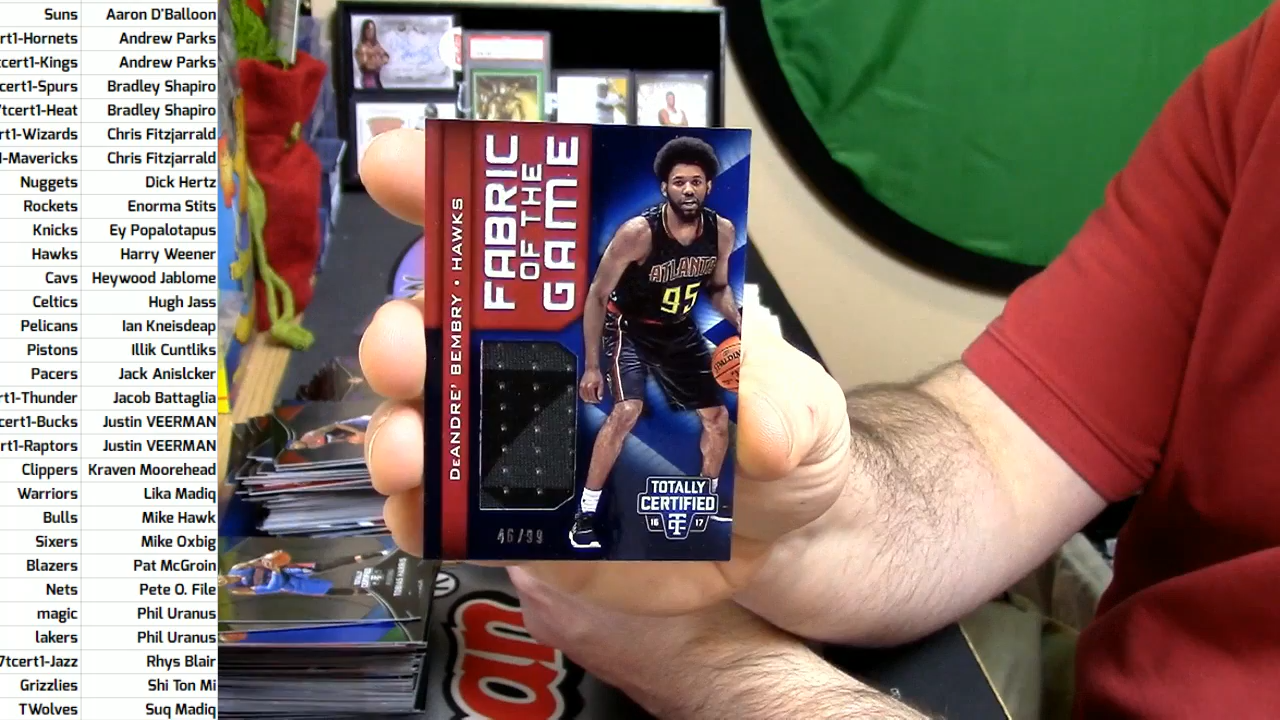 Suns Aaron D'Balloon
rt1-Hornets Andrew Parks
cert1-Kings Andrew Parks
cert1-Spurs Bradley Shapiro
7tcert1-Heat Bradley Shapiro
rt1-Wizards Chris Fitzjarrald
-Mavericks Chris Fitzjarrald
Nuggets Dick Hertz
Rockets Enorma Stits
Knicks Ey Popalotapus
Hawks Harry Weener
Cavs Heywood Jablome
Celtics Hugh Jass
Pelicans Ian Kneisdeap
Pistons Illik Cuntliks
Pacers Jack Anislcker
ert1-Thunder Jacob Battaglia
cert1-Bucks Justin VEERMAN
rt1-Raptors Justin VEERMAN
Clippers Kraven Moorehead
Warriors Lika Madiq
Bulls Mike Hawk
Sixers Mike Oxbig
Blazers Pat McGroin
Nets Pete O. File
magic Phil Uranus
lakers Phil Uranus
7tcert1-Jazz Rhys Blair
Grizzlies Shi Ton Mi
TWolves Suq Madiq
FABRIC
OF THE
GAME
DeANDRE' BEMBRY • HAWKS
ATLANTA
95
SPALDING
TOTALLY
CERTIFIED
16 TC 17
46/99